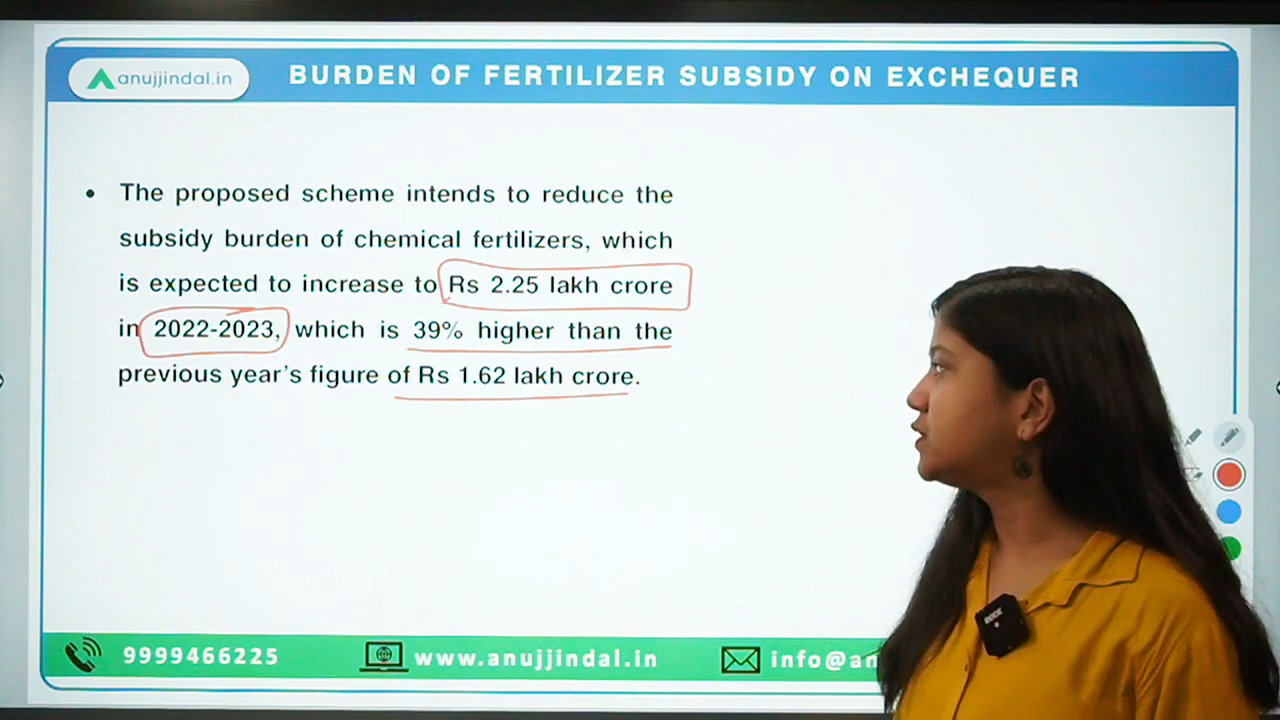 anujjindal.in
BURDEN OF FERTILIZER SUBSIDY ON EXCHEQUER
• The proposed scheme intends to reduce the
subsidy burden of chemical fertilizers, which
is expected to increase to Rs 2.25 lakh crore
in 2022-2023, which is 39% higher than the
previous year's figure of Rs 1.62 lakh crore.
9999466225
www.anujjindal.in
info@an